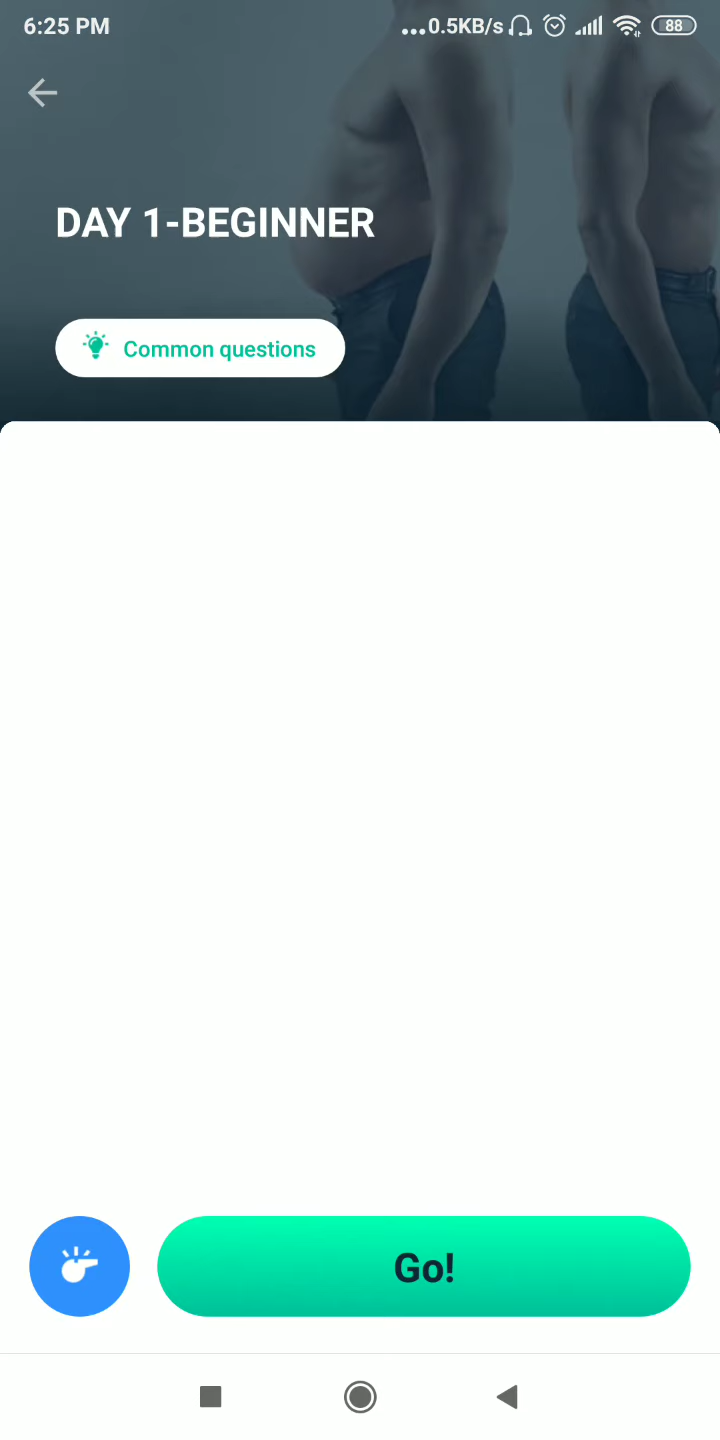 6:25 PM
...0.5KB/s
88
DAY 1-BEGINNER
Common questions
Go!